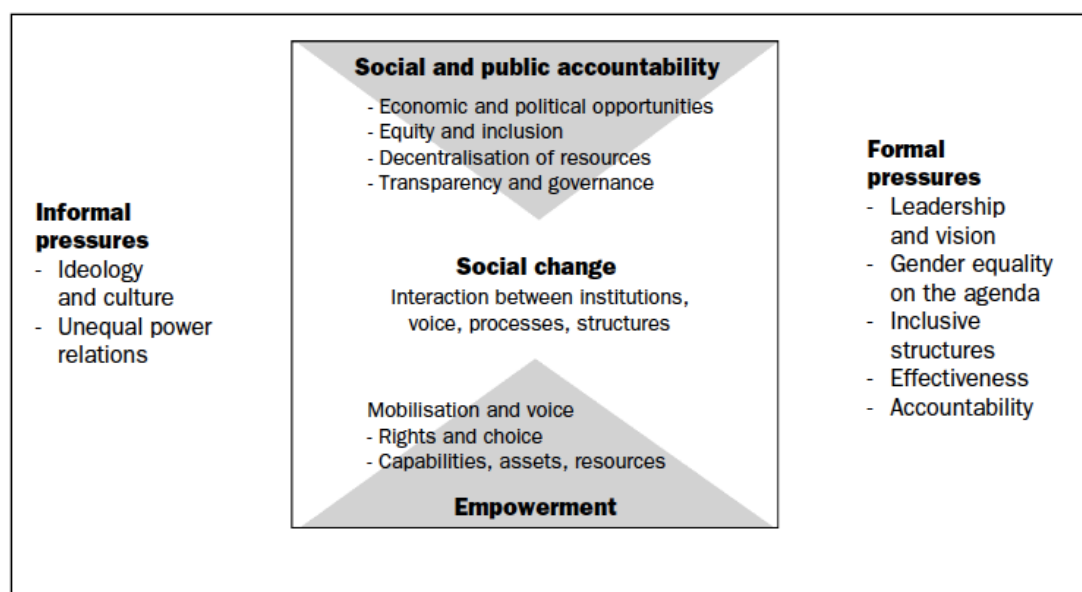 Social and public accountability
- Economic and political opportunities
- Equity and inclusion
- Decentralisation of resources
- Transparency and governance
Informal
pressures
- Ideology
and culture
- Unequal power
relations
Social change
Interaction between institutions,
voice, processes, structures
Mobilisation and voice
- Rights and choice
- Capabilities, assets, resources
Empowerment
Formal
pressures
- Leadership
and vision
- Gender equality
on the agenda
- Inclusive
structures
- Effectiveness
- Accountability